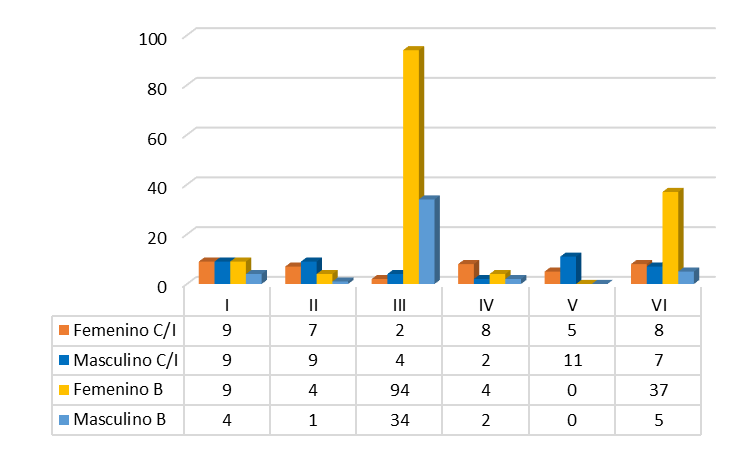 100
80
60
40
20
0
I II III IV V VI
Femenino C/I 9 7 2 8 5 8
Masculino C/I 9 9 4 2 11 7
Femenino B 9 4 94 4 0 37
Masculino B 4 1 34 2 0 5